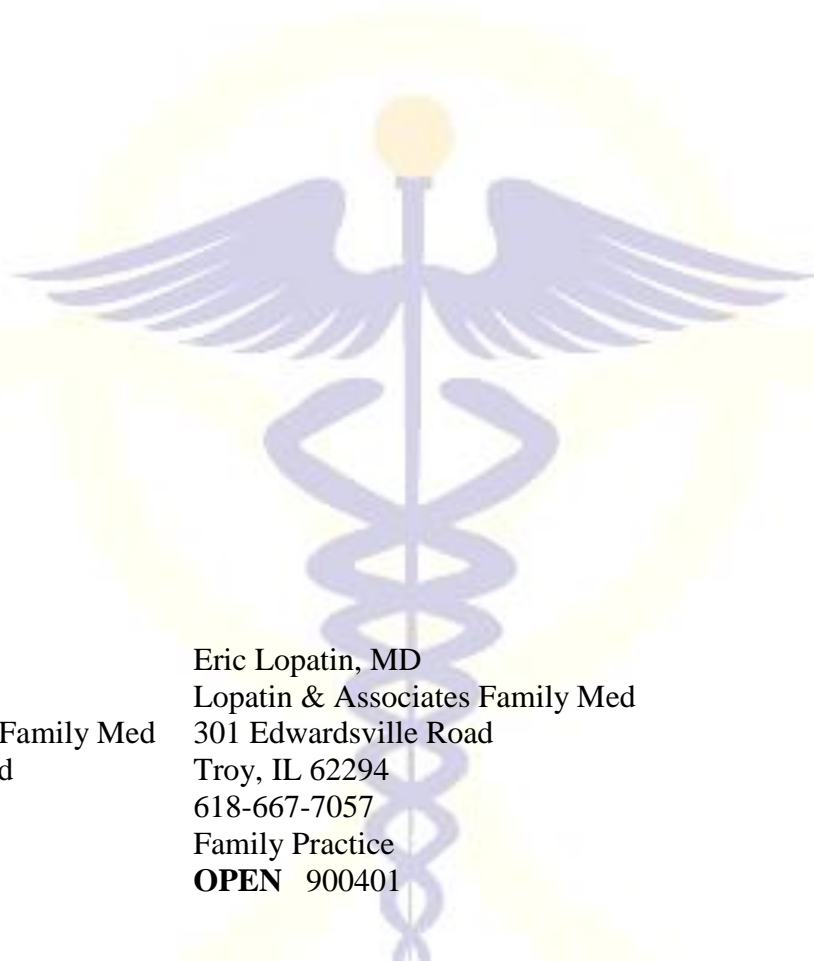 Eric Lopatin, MD
Lopatin & Associates Family Med
Family Med 301 Edwardsville Road
d Troy, IL 62294
618-667-7057
Family Practice
OPEN 900401